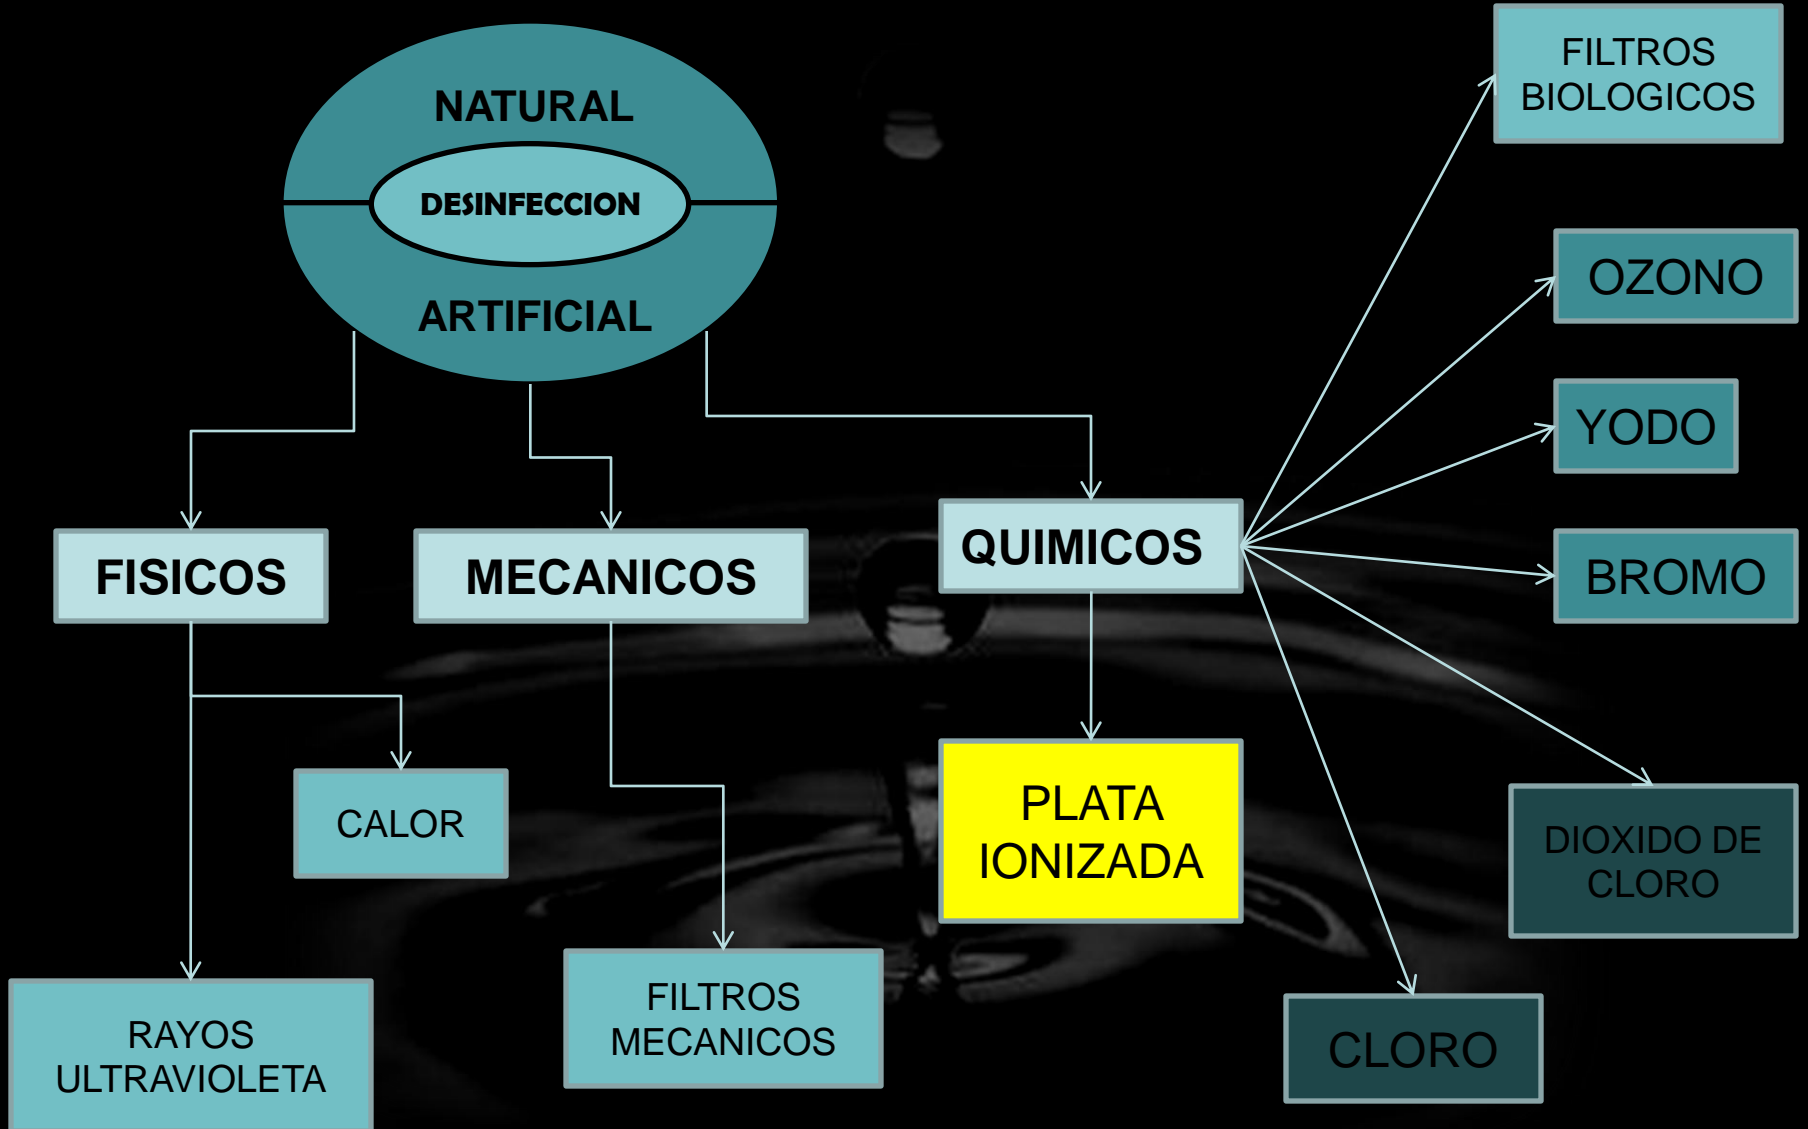 NATURAL
DESINFECCION
ARTIFICIAL
FISICOS
MECANICOS
QUIMICOS
CALOR
RAYOS
ULTRAVIOLETA
FILTROS
MECANICOS
PLATA
IONIZADA
FILTROS
BIOLOGICOS
OZONO
YODO
BROMO
DIOXIDO DE
CLORO
CLORO